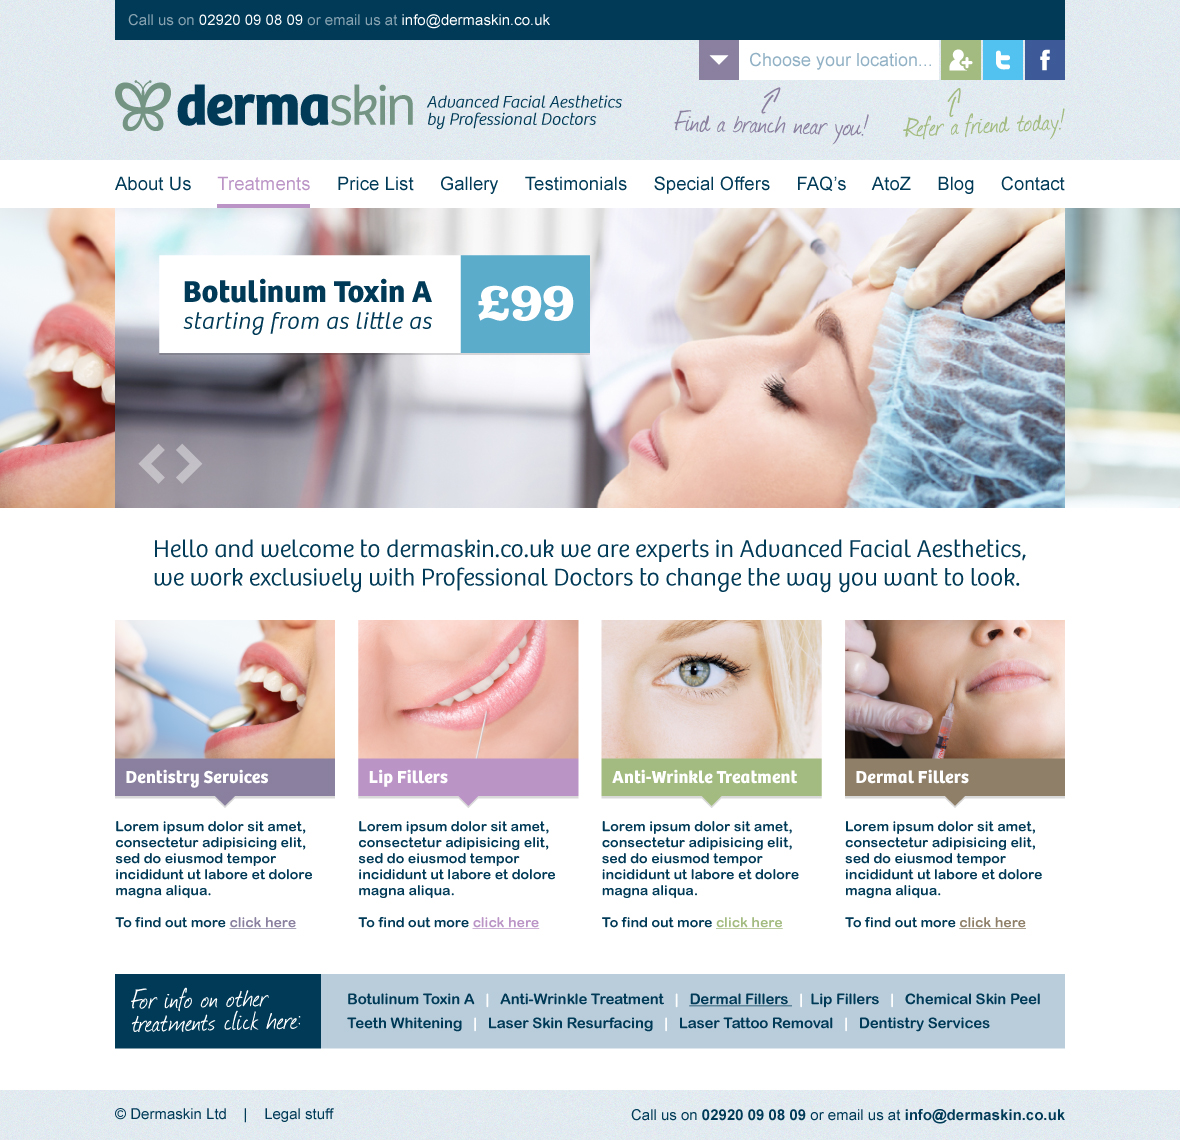 Call us on 02920 09 08 09 or email us at info@dermaskin.co.uk
Choose your location...
dermaskin
Advanced Facial Aesthetics
by Professional Doctors
Find a branch near you!
Refer a friend today!
About Us Treatments Price List Gallery Testimonials Special Offers FAQ's AtoZ Blog Contact
Botulinum Toxin A
starting from as little as
£99
Hello and welcome to dermaskin.co.uk we are experts in Advanced Facial Aesthetics,
we work exclusively with Professional Doctors to change the way you want to look.
Dentistry Services
Lorem ipsum dolor sit amet,
consectetur adipisicing elit,
sed do eiusmod tempor
incididunt ut labore et dolore
magna aliqua.
To find out more click here
Lip Fillers
Lorem ipsum dolor sit amet,
consectetur adipisicing elit,
sed do eiusmod tempor
incididunt ut labore et dolore
magna aliqua.
To find out more click here
Anti-Wrinkle Treatment
Lorem ipsum dolor sit amet,
consectetur adipisicing elit,
sed do eiusmod tempor
incididunt ut labore et dolore
magna aliqua.
To find out more click here
Dermal Fillers
Lorem ipsum dolor sit amet,
consectetur adipisicing elit,
sed do eiusmod tempor
incididunt ut labore et dolore
magna aliqua.
To find out more click here
For info on other
treatments click here:
Botulinum Toxin A | Anti-Wrinkle Treatment | Dermal Fillers | Lip Fillers | Chemical Skin Peel
Teeth Whitening | Laser Skin Resurfacing | Laser Tattoo Removal | Dentistry Services
© Dermaskin Ltd | Legal stuff
Call us on 02920 09 08 09 or email us at info@dermaskin.co.uk